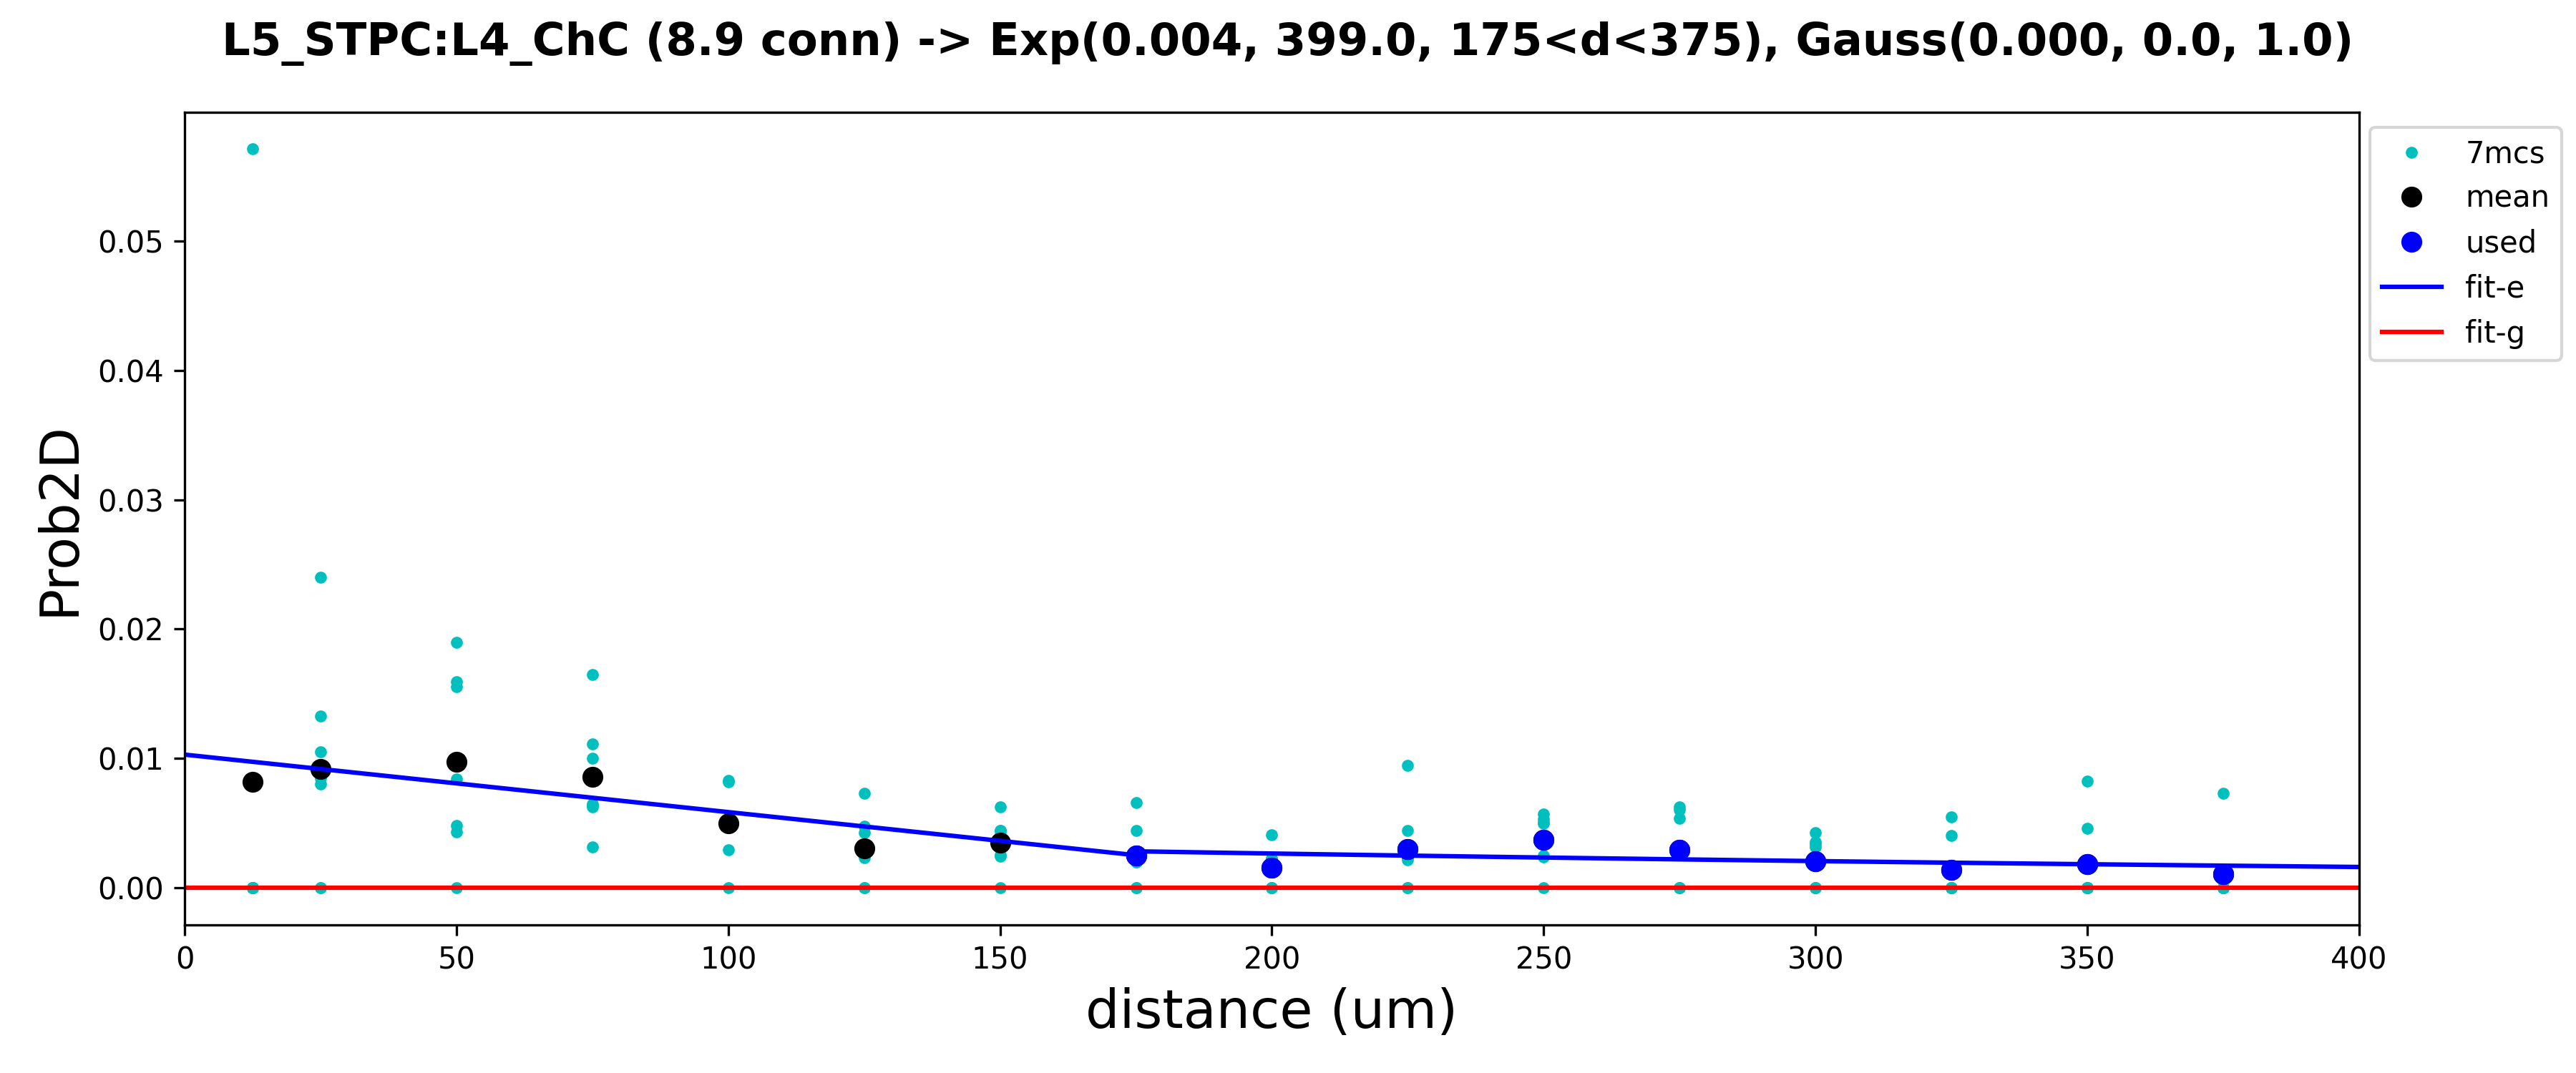 L5_STPC:L4_ChC (8.9 conn) -> Exp(0.004, 399.0, 175<d<375), Gauss(0.000, 0.0, 1.0)
7mcs
mean
used
fit-e
fit-g
Prob2D
0.05
0.04
0.03
0.02
0.01
0.00
0 50 100 150 200 250 300 350 400
distance (um)